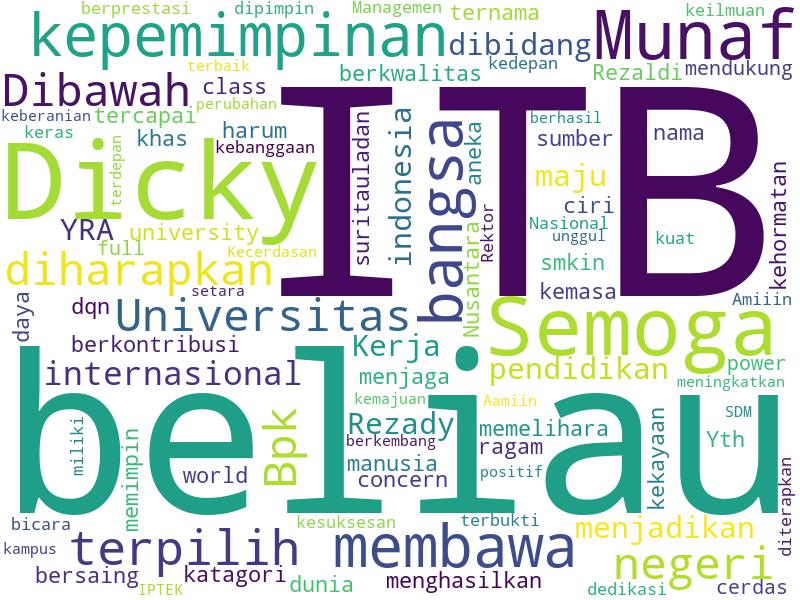 berprestasi
dipimpin
Managemen
ternama
keilmuan
kepemimpinan
dibidang
Munaf
terbaik
berkwalitas
kedepan
Rezaldi
mendukung
Dibawah
class
perubahan
ITB
keberanian
tercapai
keras
khas
harum
kebanggaan
terdepan
Dicky
suritauladan
indonesia
bangsa
aneka
berhasil
sumber
nama
maju
ciri
kehormatan
YRA
university
full
Kecerdasan
Nusantara
Rektor
Nasional
unggul
kuat
smkin
diharapkan
setara
kemasa
Amiiin
daya
dqn
Universitas
Semoga
berkontribusi
Kerja
internasional
menjaga
pendidikan
power
meningkatkan
beliau
kemajuan
Aamiin
SDM
Bpk
Rezady
memelihara
kekayaan
Yth
miliki
memimpin
berkembang
ragam
world
manusia
concern
positif
diterapkan
bicara
kesuksesan
terbukti
menjadikan
kampus
terpilih
membawa
negeri
bersaing
katagori
IPTEK
dunia
menghasilkan
dedikasi
cerdas